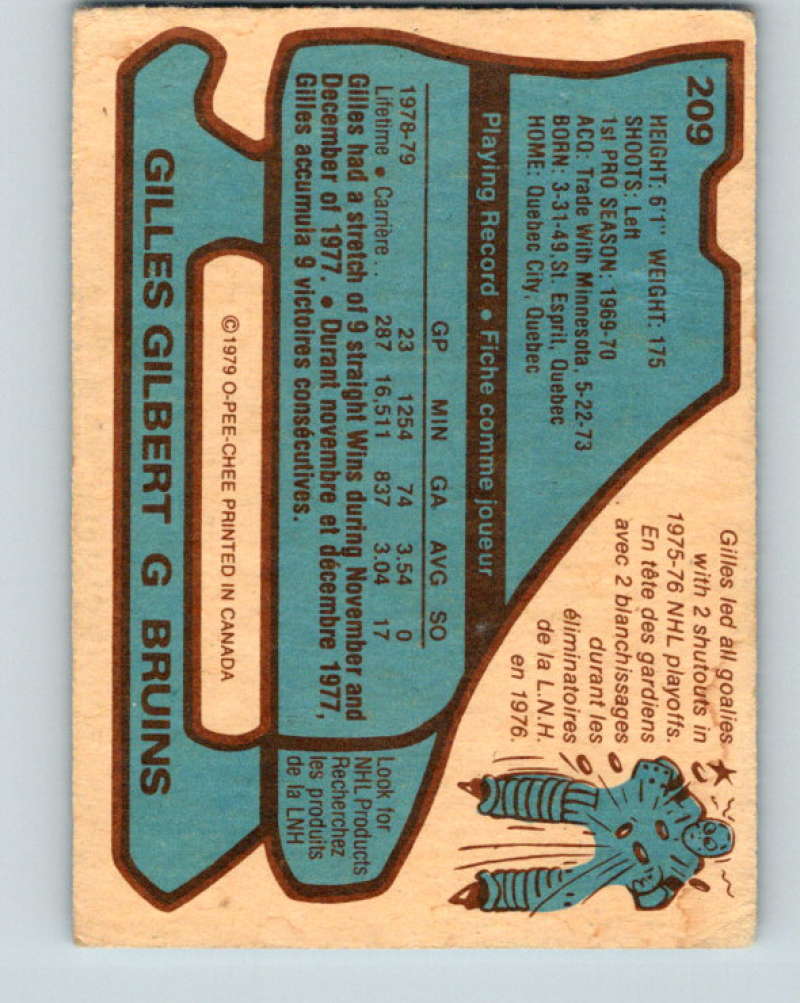 209
HEIGHT: 6'1" WEIGHT: 175
SHOOTS: Left
1st PRO SEASON: 1969-70
ACQ: Trade With Minnesota, 5-22-73
BORN: 3-31-49, St. Esprit, Quebec
HOME: Quebec City, Quebec
Gilles led all goalies
with 2 shutouts in
1975-76 NHL playoffs.
En tête des gardiens
avec 2 blanchissages
durant les
éliminatoires
de la L.N.H.
en 1976.
Playing Record • Fiche comme joueur
GP MIN GA AVG SO
1978-79 23 1254 74 3.54 0
Lifetime • Carrière . . 287 16,511 837 3.04 17
Gilles had a stretch of 9 straight Wins during November and
December of 1977. • Durant novembre et décembre 1977,
Gilles accumula 9 victoires consécutives.
Look for
NHL Products
Recherchez
les produits
de la LNH
©1979 O-PEE-CHEE PRINTED IN CANADA
GILLES GILBERT G BRUINS